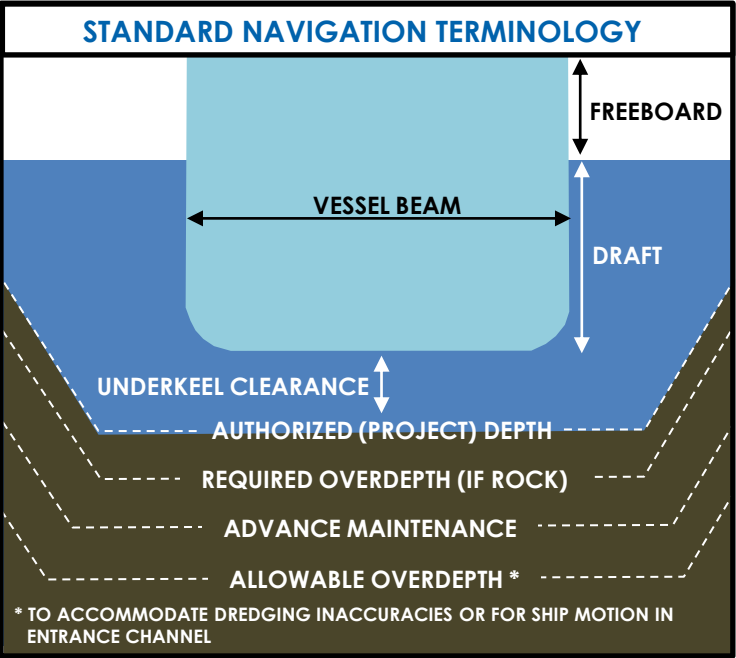 STANDARD NAVIGATION TERMINOLOGY
FREEBOARD
VESSEL BEAM
DRAFT
UNDERKEEL CLEARANCE
AUTHORIZED (PROJECT) DEPTH
REQUIRED OVERDEPTH (IF ROCK)
ADVANCE MAINTENANCE
ALLOWABLE OVERDEPTH *
* TO ACCOMMODATE DREDGING INACCURACIES OR FOR SHIP MOTION IN
ENTRANCE CHANNEL